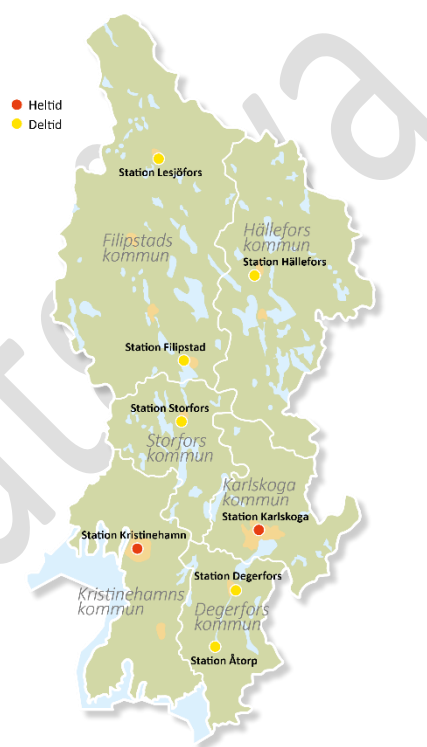 Heltid
Deltid
Station Lesjöfors
Filipstads
kommun
Hällefors
kommun
Station Hällefors
Station Filipstad
Station Storfors
Storfors
kommun
Karlskoga
kommun
Station Karlskoga
Station Kristinehamn
Station Degerfors
Kristinehamns
kommun
Degerfors
kommun
Station Åtorp